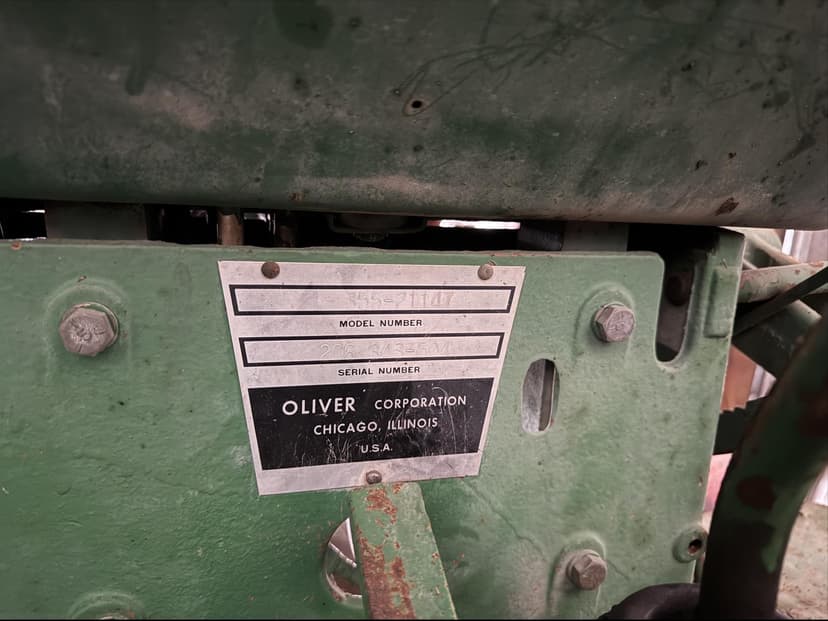 MODEL NUMBER
SERIAL NUMBER
OLIVER CORPORATION
CHICAGO, ILLINOIS
U.S.A.